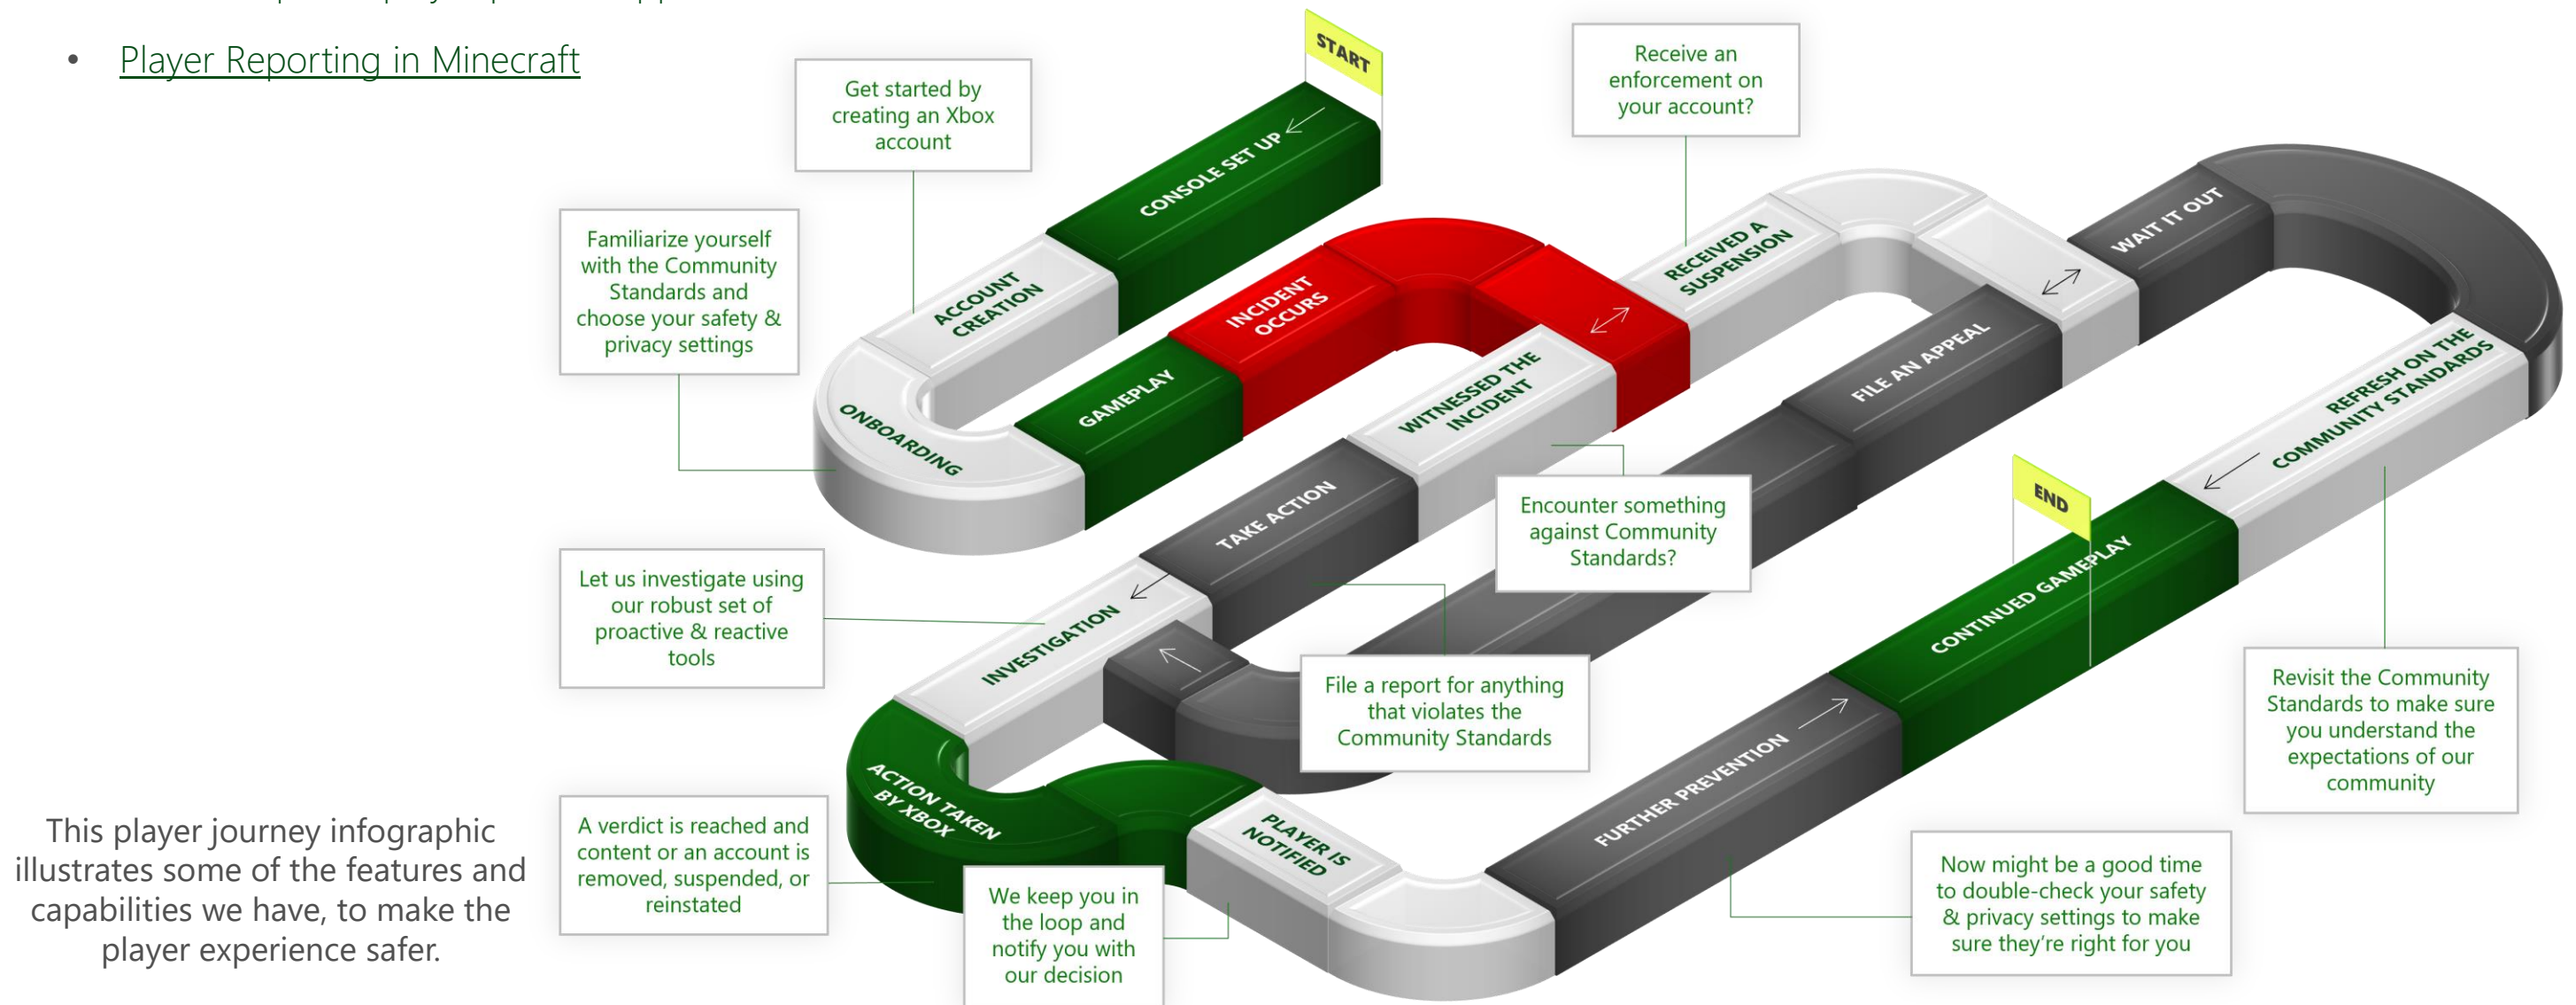 Player Reporting in Minecraft
START
CONSOLE SET UP
Get started by
creating an Xbox
account
ACCOUNT
CREATION
Familiarize yourself
with the Community
Standards and
choose your safety &
privacy settings
ONBOARDING
GAMEPLAY
INCIDENT
OCCURS
Receive an
enforcement on
your account?
RECEIVED A
SUSPENSION
WITNESSED THE
INCIDENT
Encounter something
against Community
Standards?
TAKE ACTION
File a report for anything
that violates the
Community Standards
Let us investigate using
our robust set of
proactive & reactive
tools
INVESTIGATION
WAIT IT OUT
FILE AN APPEAL
REFRESH ON THE
COMMUNITY STANDARDS
Revisit the Community
Standards to make sure
you understand the
expectations of our
community
END
CONTINUED GAMEPLAY
FURTHER PREVENTION
Now might be a good time
to double-check your safety
& privacy settings to make
sure they're right for you
ACTION TAKEN
BY XBOX
A verdict is reached and
content or an account is
removed, suspended, or
reinstated
PLAYER IS
NOTIFIED
We keep you in
the loop and
notify you with
our decision
This player journey infographic
illustrates some of the features and
capabilities we have, to make the
player experience safer.